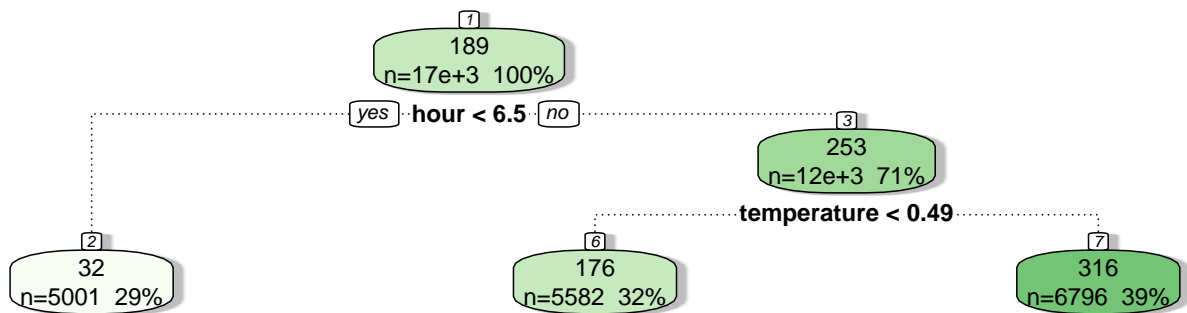 1
189
n=17e+3 100%
yes hour < 6.5 no
3
253
n=12e+3 71%
temperature < 0.49
2
32
n=5001 29%
6
176
n=5582 32%
7
316
n=6796 39%